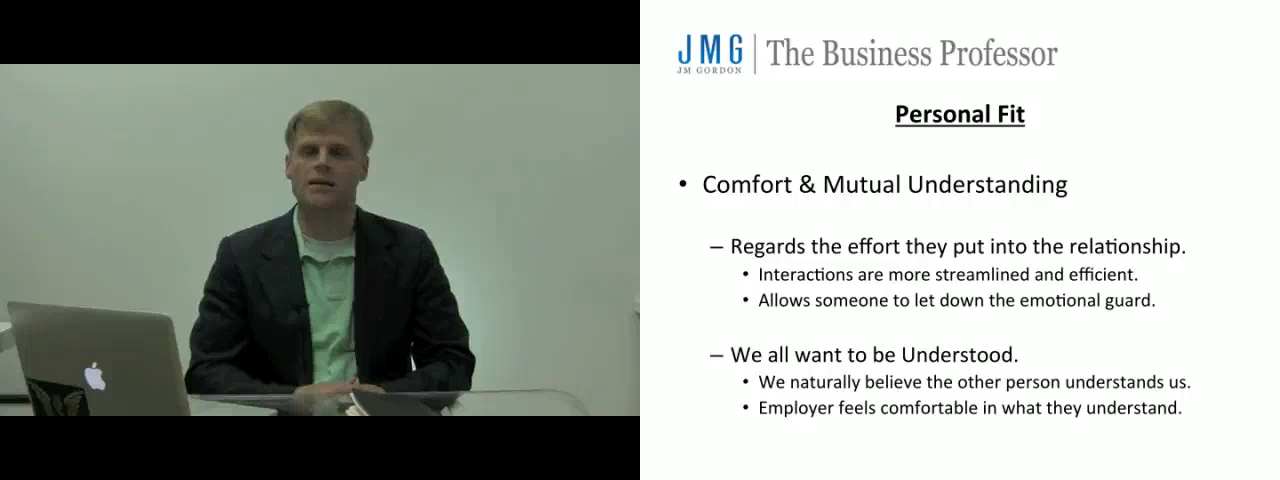 JMG | The Business Professor
JM GORDON
Personal Fit
• Comfort & Mutual Understanding
– Regards the effort they put into the relationship.
• Interactions are more streamlined and efficient.
• Allows someone to let down the emotional guard.
– We all want to be Understood.
• We naturally believe the other person understands us.
• Employer feels comfortable in what they understand.